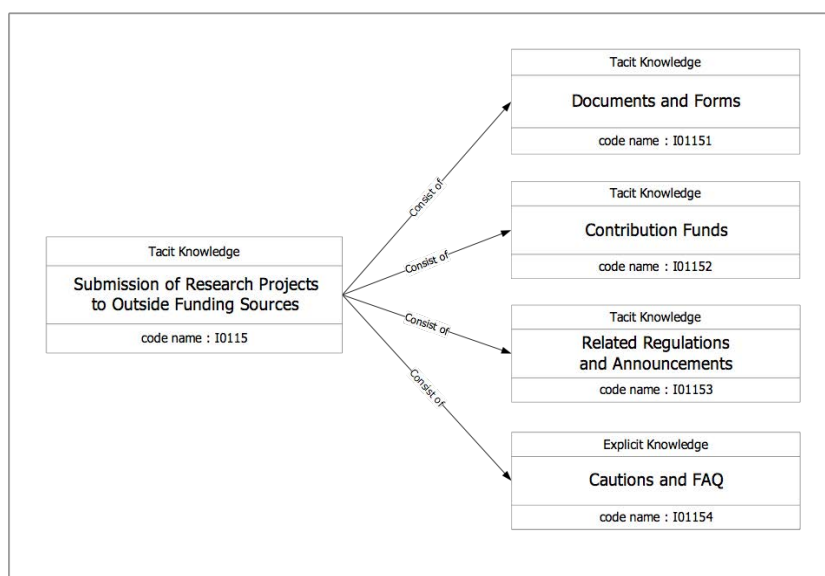 Tacit Knowledge
Submission of Research Projects
to Outside Funding Sources
code name : I0115
Consist of
Consist of
Consist of
Consist of
Tacit Knowledge
Documents and Forms
code name : I01151
Tacit Knowledge
Contribution Funds
code name : I01152
Tacit Knowledge
Related Regulations
and Announcements
code name : I01153
Explicit Knowledge
Cautions and FAQ
code name : I01154